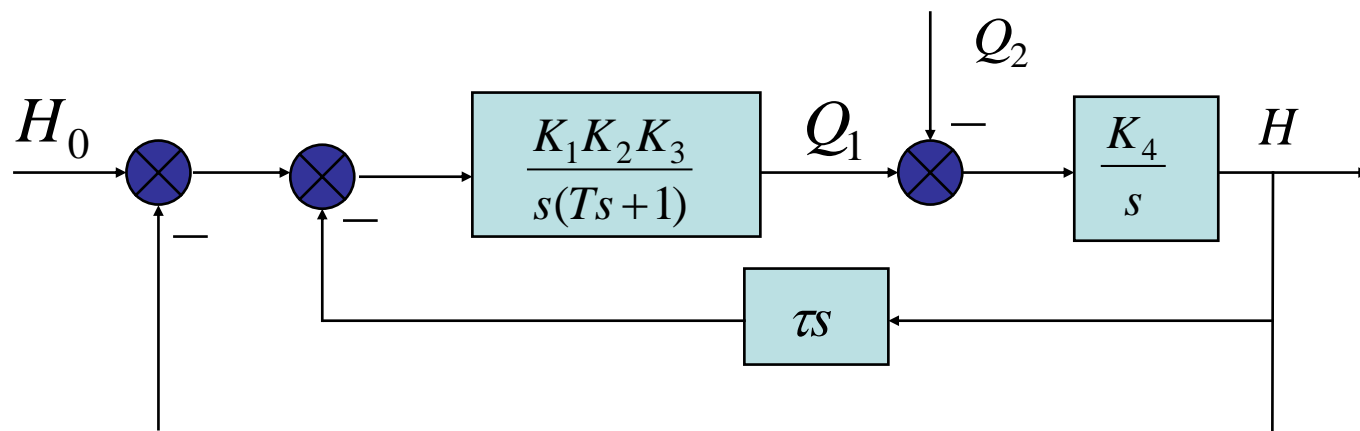 H₀
−
−
K₁K₂K₃
s(Ts+1)
Q₁
Q₂
−
K₄
s
H
τs